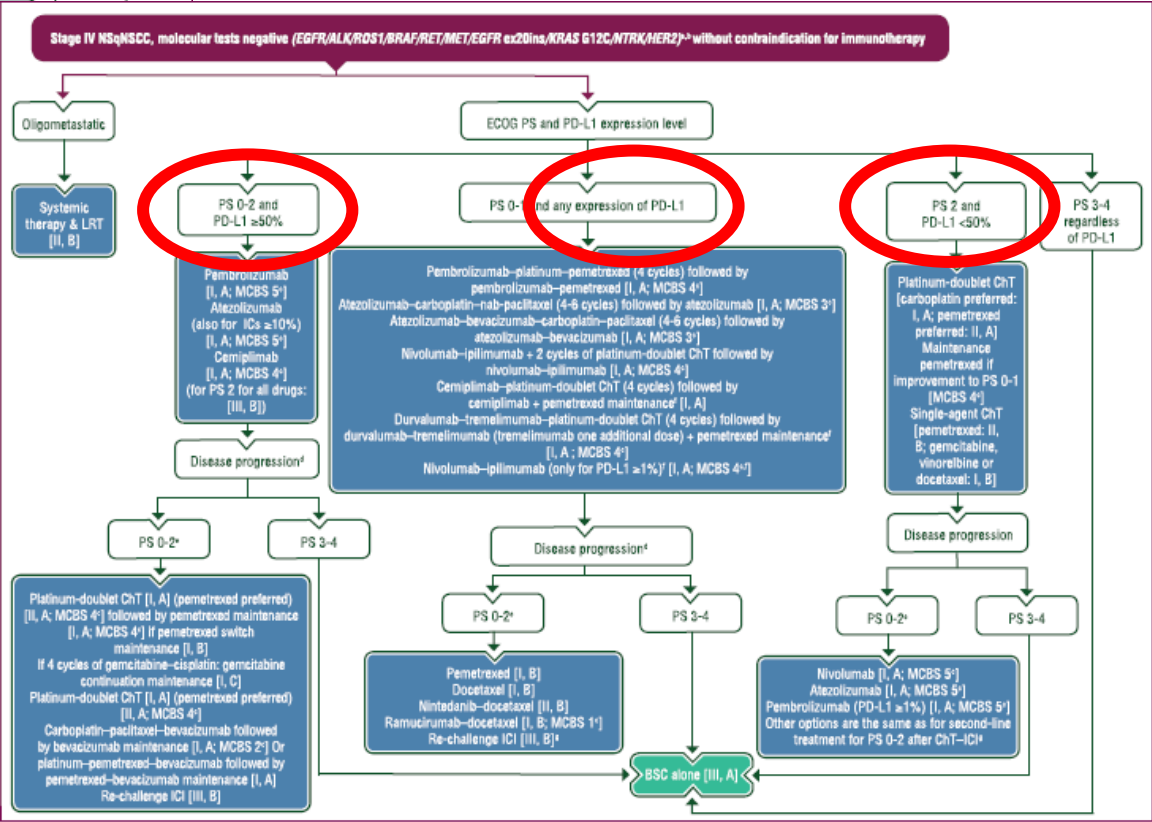 Stage IV NSqNSCC, molecular tests negative (EGFR/ALK/ROS1/BRAF/RET/MET/EGFR ex20ins/KRAS G12C/NTRK/HER2)a,b without contraindication for immunotherapy
Oligometastatic
ECOG PS and PD-L1 expression level
Systemic
therapy & LRT
[II, B]
PS 0-2 and
PD-L1 ≥50%
PS 0-1 and any expression of PD-L1
PS 2 and
PD-L1 <50%
PS 3-4
regardless
of PD-L1
Pembrolizumab
[I, A; MCBS 5c]
Atezolizumab
(also for ICs ≥10%)
[I, A; MCBS 5c]
Cemiplimab
[I, A; MCBS 4c]
(for PS 2 for all drugs:
[III, B])
Pembrolizumab–platinum–pemetrexed (4 cycles) followed by
pembrolizumab–pemetrexed [I, A; MCBS 4c]
Atezolizumab–carboplatin–nab-paclitaxel (4-6 cycles) followed by atezolizumab [I, A; MCBS 3c]
Atezolizumab–bevacizumab–carboplatin–paclitaxel (4-6 cycles) followed by
atezolizumab–bevacizumab [I, A; MCBS 3c]
Nivolumab–ipilimumab + 2 cycles of platinum-doublet ChT followed by
nivolumab–ipilimumab [I, A; MCBS 4c]
Cemiplimab–platinum-doublet ChT (4 cycles) followed by
cemiplimab + pemetrexed maintenancef [I, A]
Durvalumab–tremelimumab–platinum-doublet ChT (4 cycles) followed by
durvalumab–tremelimumab (tremelimumab one additional dose) + pemetrexed maintenancef
[I, A ; MCBS 4c]
Nivolumab–ipilimumab (only for PD-L1 ≥1%)f [I, A; MCBS 4c,f]
Platinum-doublet ChT
[carboplatin preferred:
I, A; pemetrexed
preferred: II, A]
Maintenance
pemetrexed if
improvement to PS 0-1
[MCBS 4c]
Single-agent ChT
[pemetrexed: II,
B; gemcitabine,
vinorelbine or
docetaxel: I, B]
Disease progressiond
PS 0-2e
PS 3-4
Platinum-doublet ChT [I, A] (pemetrexed preferred)
[II, A; MCBS 4c] followed by pemetrexed maintenance
[I, A; MCBS 4c] if pemetrexed switch
maintenance [I, B]
If 4 cycles of gemcitabine–cisplatin: gemcitabine
continuation maintenance [I, C]
Platinum-doublet ChT [I, A] (pemetrexed preferred)
[II, A; MCBS 4c]
Carboplatin–paclitaxel–bevacizumab followed
by bevacizumab maintenance [I, A; MCBS 2c] Or
platinum–pemetrexed–bevacizumab followed by
pemetrexed–bevacizumab maintenance [I, A]
Re-challenge ICI [III, B]
Disease progressiond
PS 0-2e
PS 3-4
Pemetrexed [I, B]
Docetaxel [I, B]
Nintedanib–docetaxel [II, B]
Ramucirumab–docetaxel [I, B; MCBS 1c]
Re-challenge ICI [III, B]g
Disease progression
PS 0-2e
PS 3-4
Nivolumab [I, A; MCBS 5c]
Atezolizumab [I, A; MCBS 5c]
Pembrolizumab (PD-L1 ≥1%) [I, A; MCBS 5c]
Other options are the same as for second-line
treatment for PS 0-2 after ChT–ICIg
BSC alone [III, A]